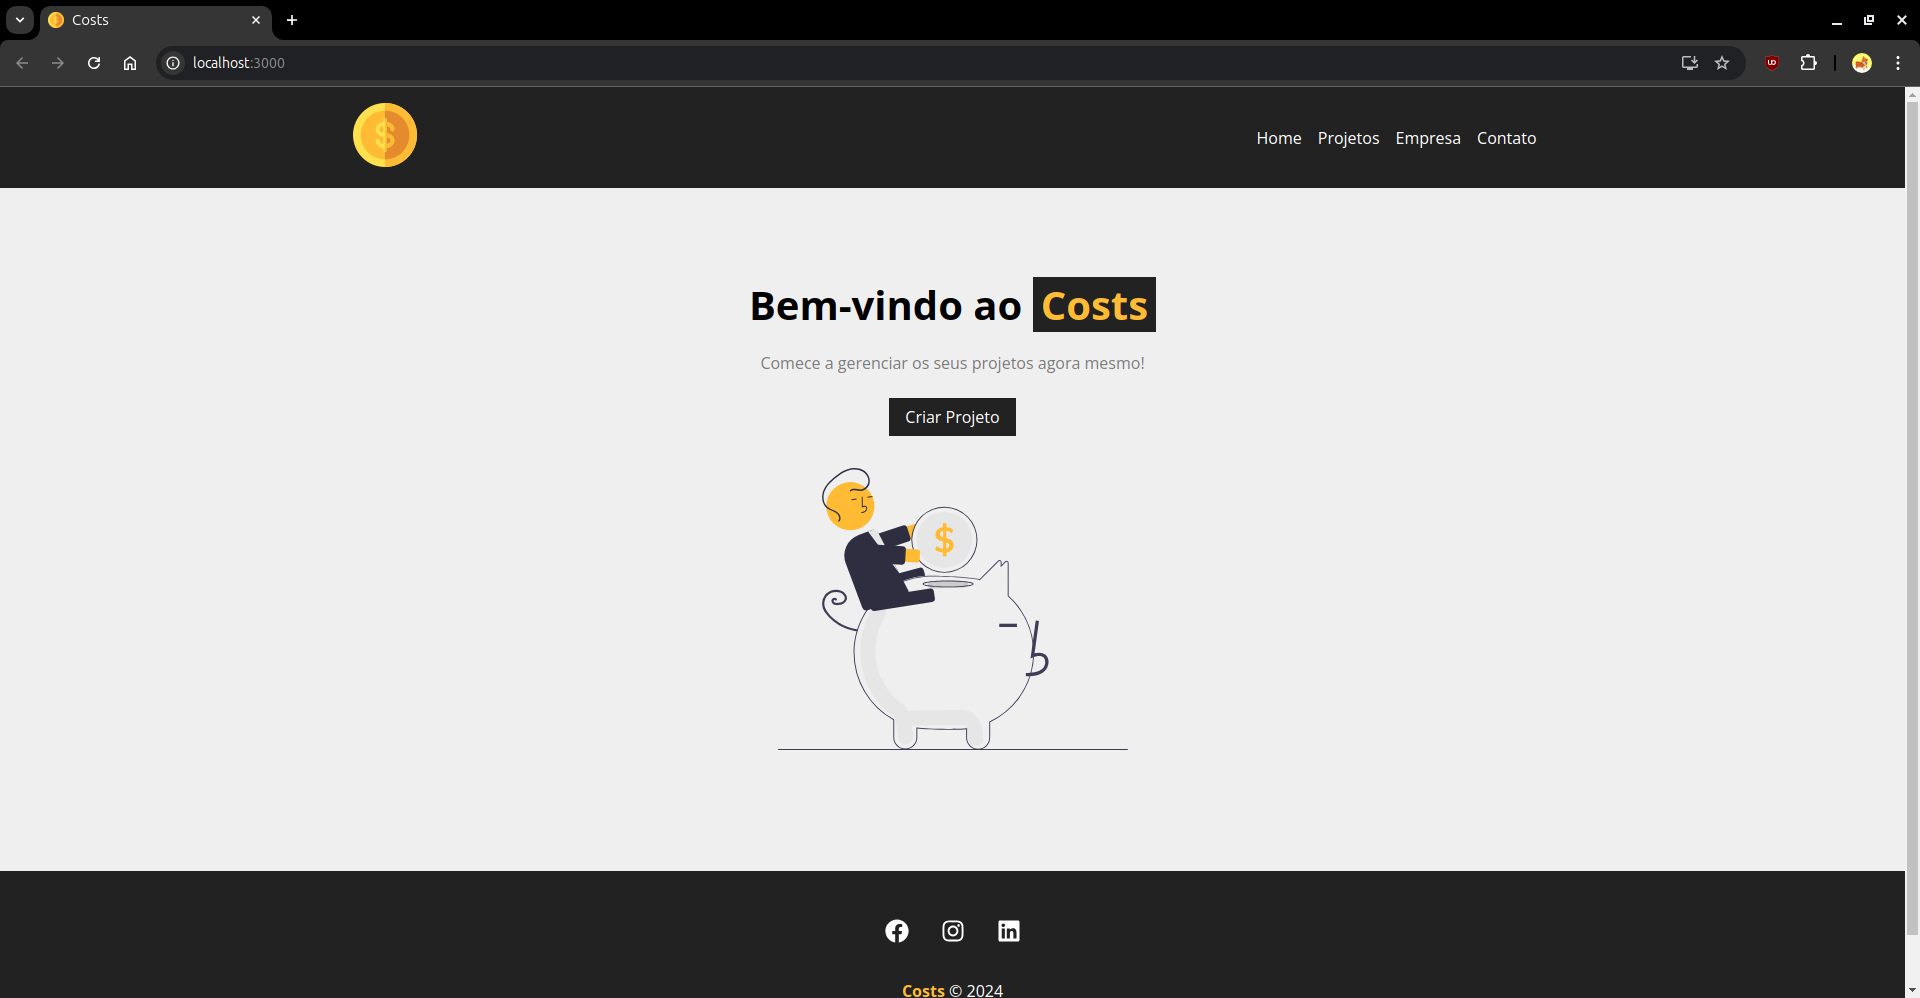 Costs
localhost:3000
$
Home Projetos Empresa Contato
Bem-vindo ao Costs
Comece a gerenciar os seus projetos agora mesmo!
Criar Projeto
$
Costs © 2024